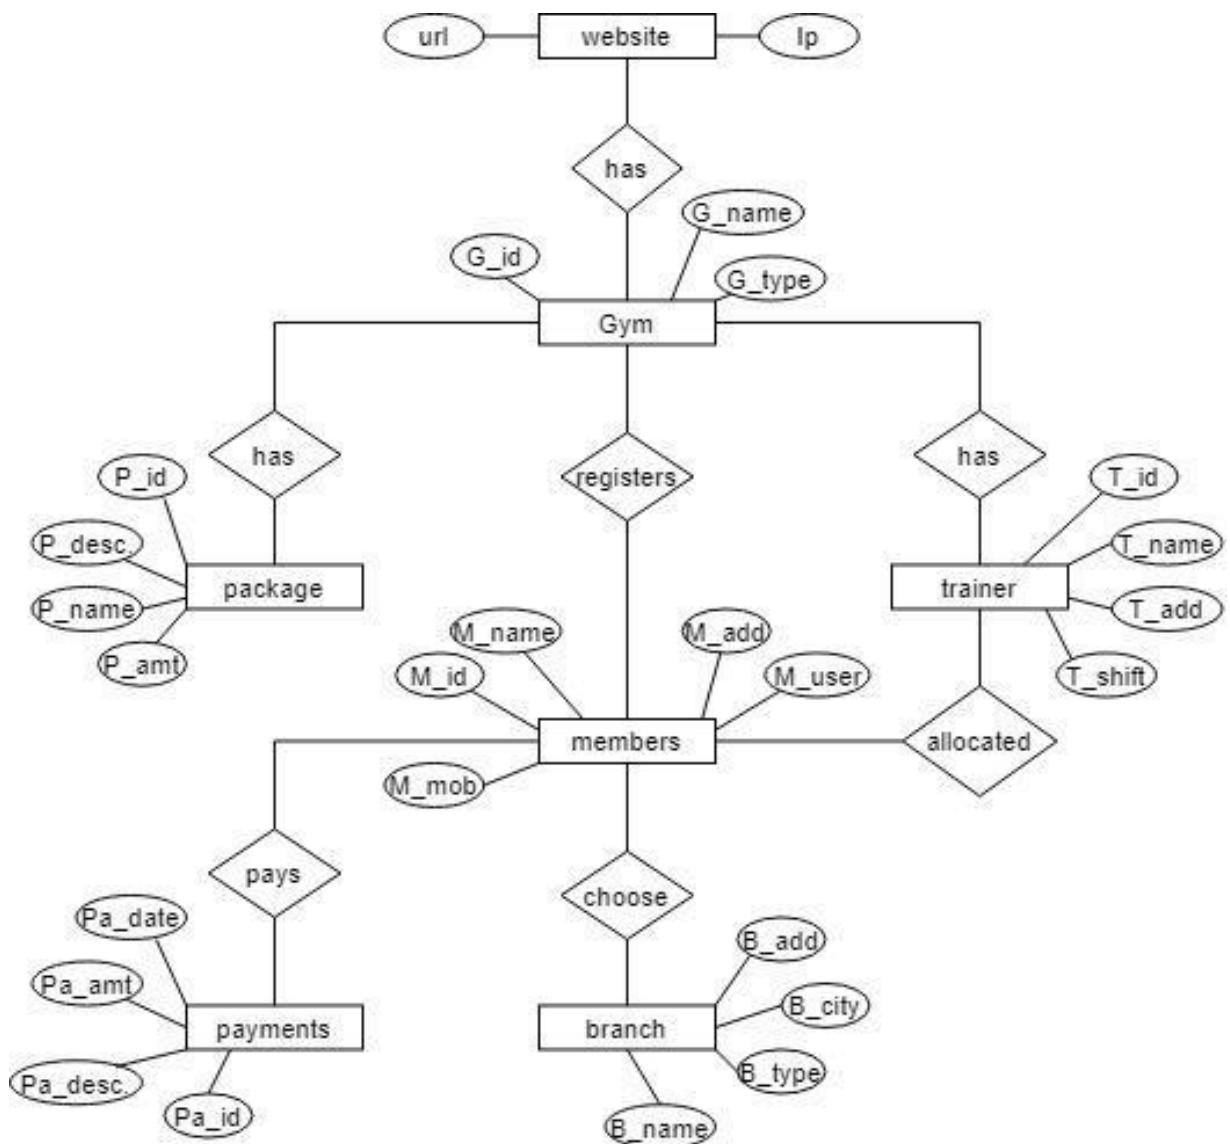 url
website
Ip
has
G_name
G_id
G_type
Gym
has
registers
has
P_id
T_id
P_desc.
T_name
package
trainer
P_name
T_add
M_name
M_add
P_amt
M_id
M_user
T_shift
members
allocated
M_mob
pays
choose
Pa_date
B_add
Pa_amt
B_city
payments
branch
Pa_desc.
B_type
Pa_id
B_name